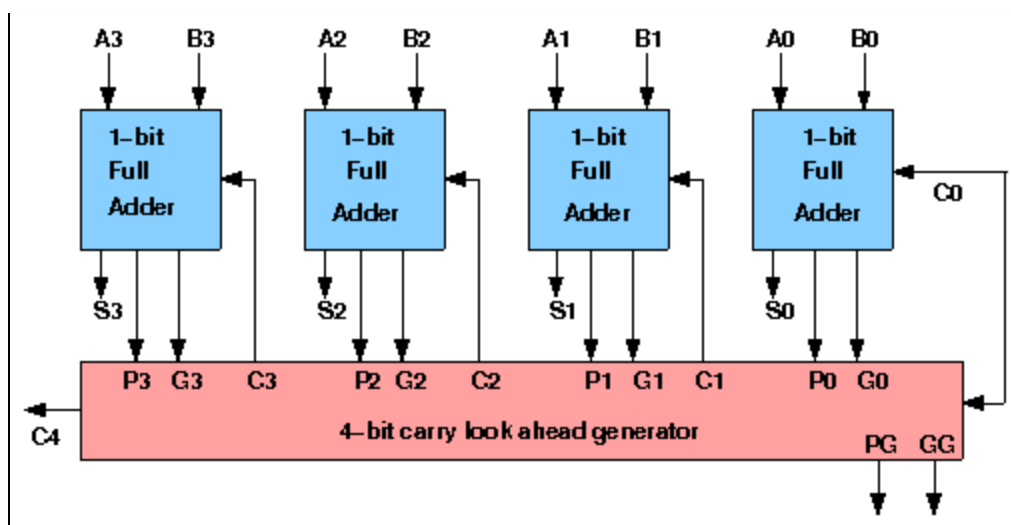 A3 B3 A2 B2 A1 B1 A0 B0
1-bit Full Adder
1-bit Full Adder
1-bit Full Adder
1-bit Full Adder
C0
S3 S2 S1 S0
P3 G3 C3 P2 G2 C2 P1 G1 C1 P0 G0
4-bit carry look ahead generator
C4
PG GG